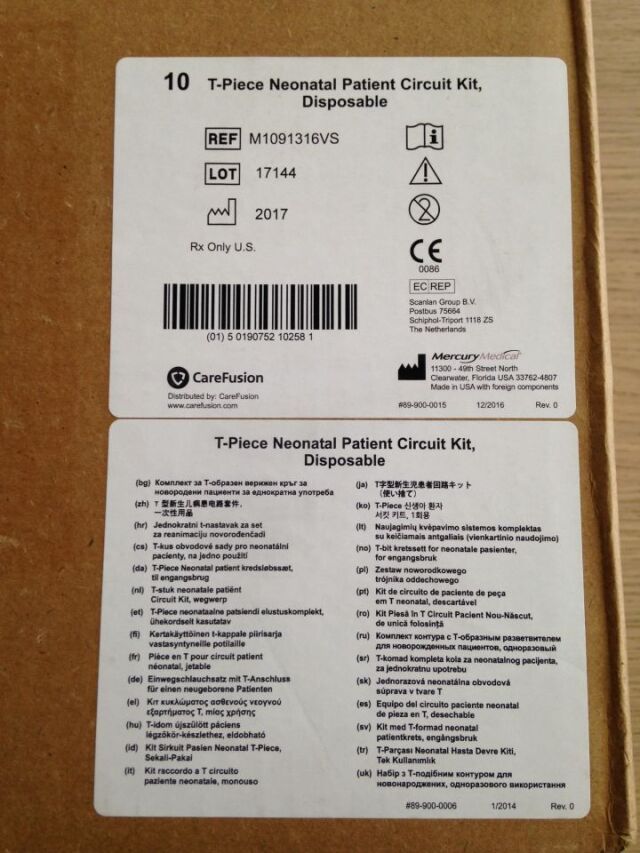 10 T-Piece Neonatal Patient Circuit Kit,
Disposable
REF M1091316VS
LOT 17144
2017
Rx Only U.S.
(01) 5 0190752 10258 1
CareFusion
Distributed by: CareFusion
www.carefusion.com
i
2
CE
0086
EC REP
Scanlan Group B.V.
Postbus 75664
Schiphol-Triport 1118 ZS
The Netherlands
MercuryMedical
11300 - 49th Street North
Clearwater, Florida USA 33762-4807
Made in USA with foreign components
#89-900-0015 12/2016 Rev. 0
T-Piece Neonatal Patient Circuit Kit,
Disposable
(bg) Комплект за Т-образен верижен кръг за
новородени пациенти за еднократна употреба
(zh) T 型新生儿病患电路套件，
一次性用品
(hr) Jednokratni t-nastavak za set
za reanimaciju novorođenčadi
(cs) T-kus obvodové sady pro neonatální
pacienty, na jedno použití
(da) T-Piece Neonatal patient kredsløbssæt,
til engangsbrug
(nl) T-stuk neonatale patiënt
Circuit Kit, wegwerp
(et) T-Piece neonataalne patsiendi elustuskomplekt,
ühekordselt kasutatav
(fi) Kertakäyttöinen t-kappale piirisarja
vastasyntyneille potilaille
(fr) Pièce en T pour circuit patient
néonatal, jetable
(de) Einwegschlauchsatz mit T-Anschluss
für einen neugeborene Patienten
(el) Κιτ κυκλώματος ασθενούς νεογνού
εξαρτήματος Τ, μίας χρήσης
(hu) T-idom újszülött páciens
légzőkör-készlethez, eldobható
(id) Kit Sirkuit Pasien Neonatal T-Piece,
Sekali-Pakai
(it) Kit raccordo a T circuito
paziente neonatale, monouso
(ja) T字型新生児患者回路キット
（使い捨て）
(ko) T-Piece 신생아 환자
서킷 키트, 1회용
(lt) Naujagimių kvėpavimo sistemos komplektas
su keičiamais antgaliais (vienkartinio naudojimo)
(no) T-bit kretssett for neonatale pasienter,
for engangsbruk
(pl) Zestaw noworodkowego
trójnika oddechowego
(pt) Kit de circuito de paciente de peça
em T neonatal, descartável
(ro) Kit Piesă în T Circuit Pacient Nou-Născut,
de unică folosință
(ru) Комплект контура с Т-образным разветвителем
для новорожденных пациентов, одноразовый
(sr) T-komad kompleta kola za neonatalnog pacijenta,
za jednokratnu upotrebu
(sk) Jednorazová neonatálna obvodová
súprava v tvare T
(es) Equipo del circuito paciente neonatal
de pieza en T, desechable
(sv) Kit med T-formad neonatal
patientkrets, engångsbruk
(tr) T-Parçası Neonatal Hasta Devre Kiti,
Tek Kullanımlık
(uk) Набір з Т-подібним контуром для
новонароджених, одноразового використання
#89-900-0006 1/2014 Rev. 0